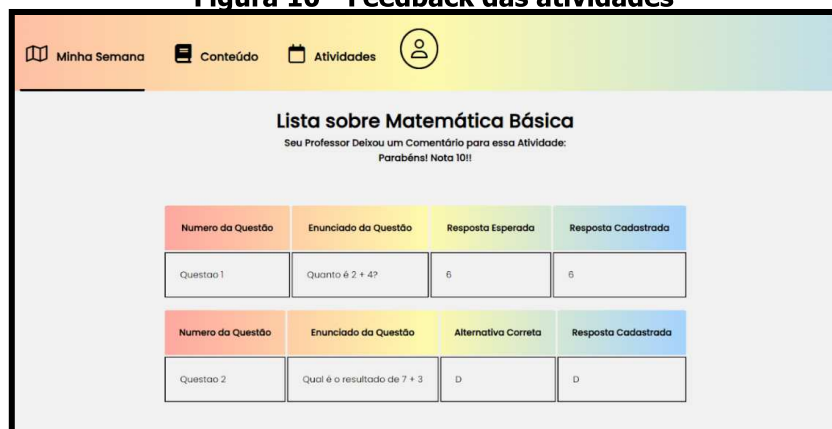 Figura 10 - Feedback das atividades
Minha Semana Conteúdo Atividades
Lista sobre Matemática Básica
Seu Professor Deixou um Comentário para essa Atividade:
Parabéns! Nota 10!!
Numero da Questão Enunciado da Questão Resposta Esperada Resposta Cadastrada
Questao 1 Quanto é 2 + 4? 6 6
Numero da Questão Enunciado da Questão Alternativa Correta Resposta Cadastrada
Questao 2 Qual é o resultado de 7 + 3 D D